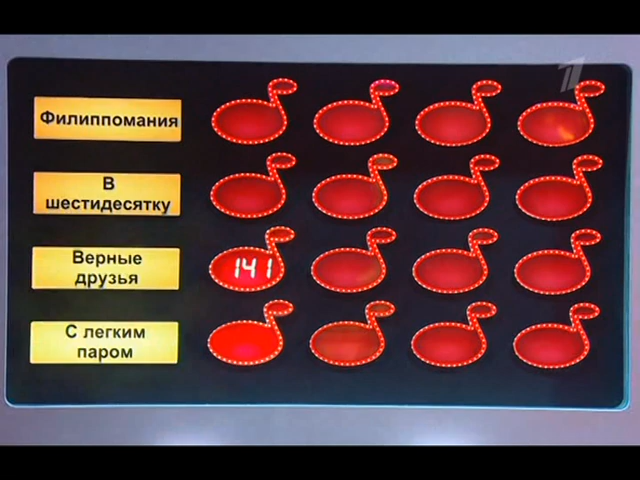 Филиппомания
В
шестидесятку
Верные
друзья
141
С легким
паром
1